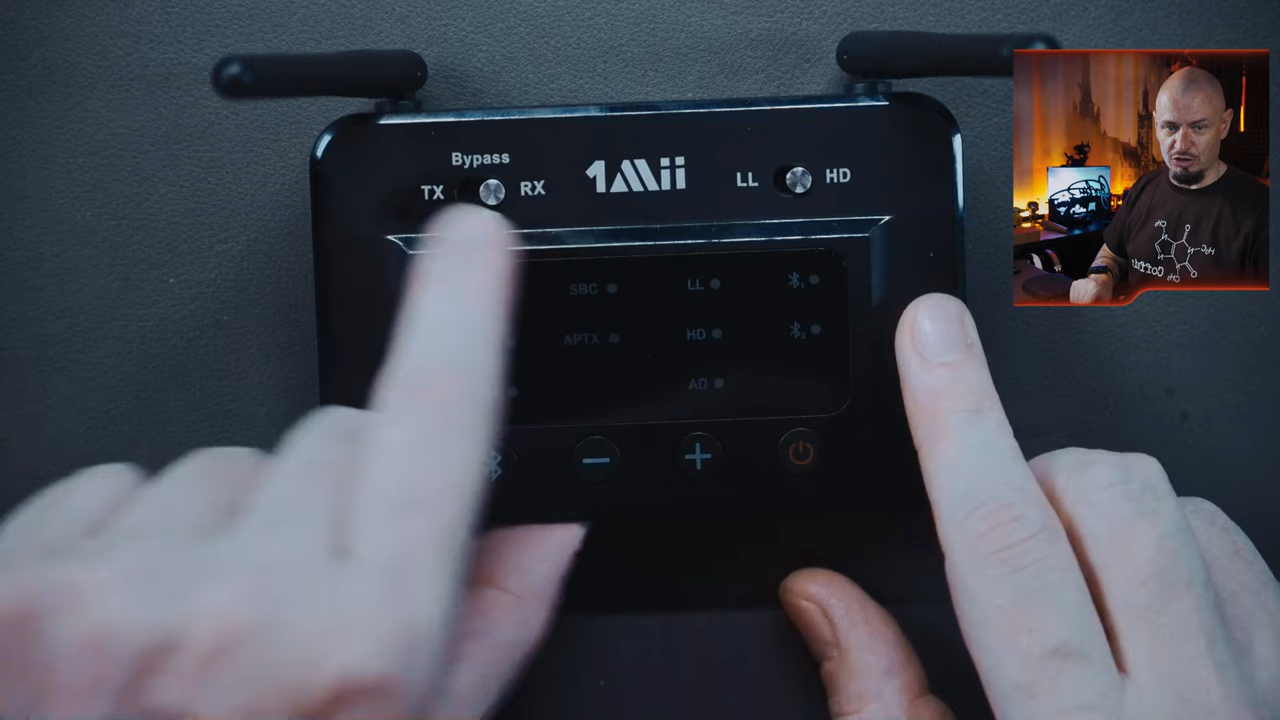 Bypass
TX RX
1Mii
LL HD
SBC LL
APTX HD
AD